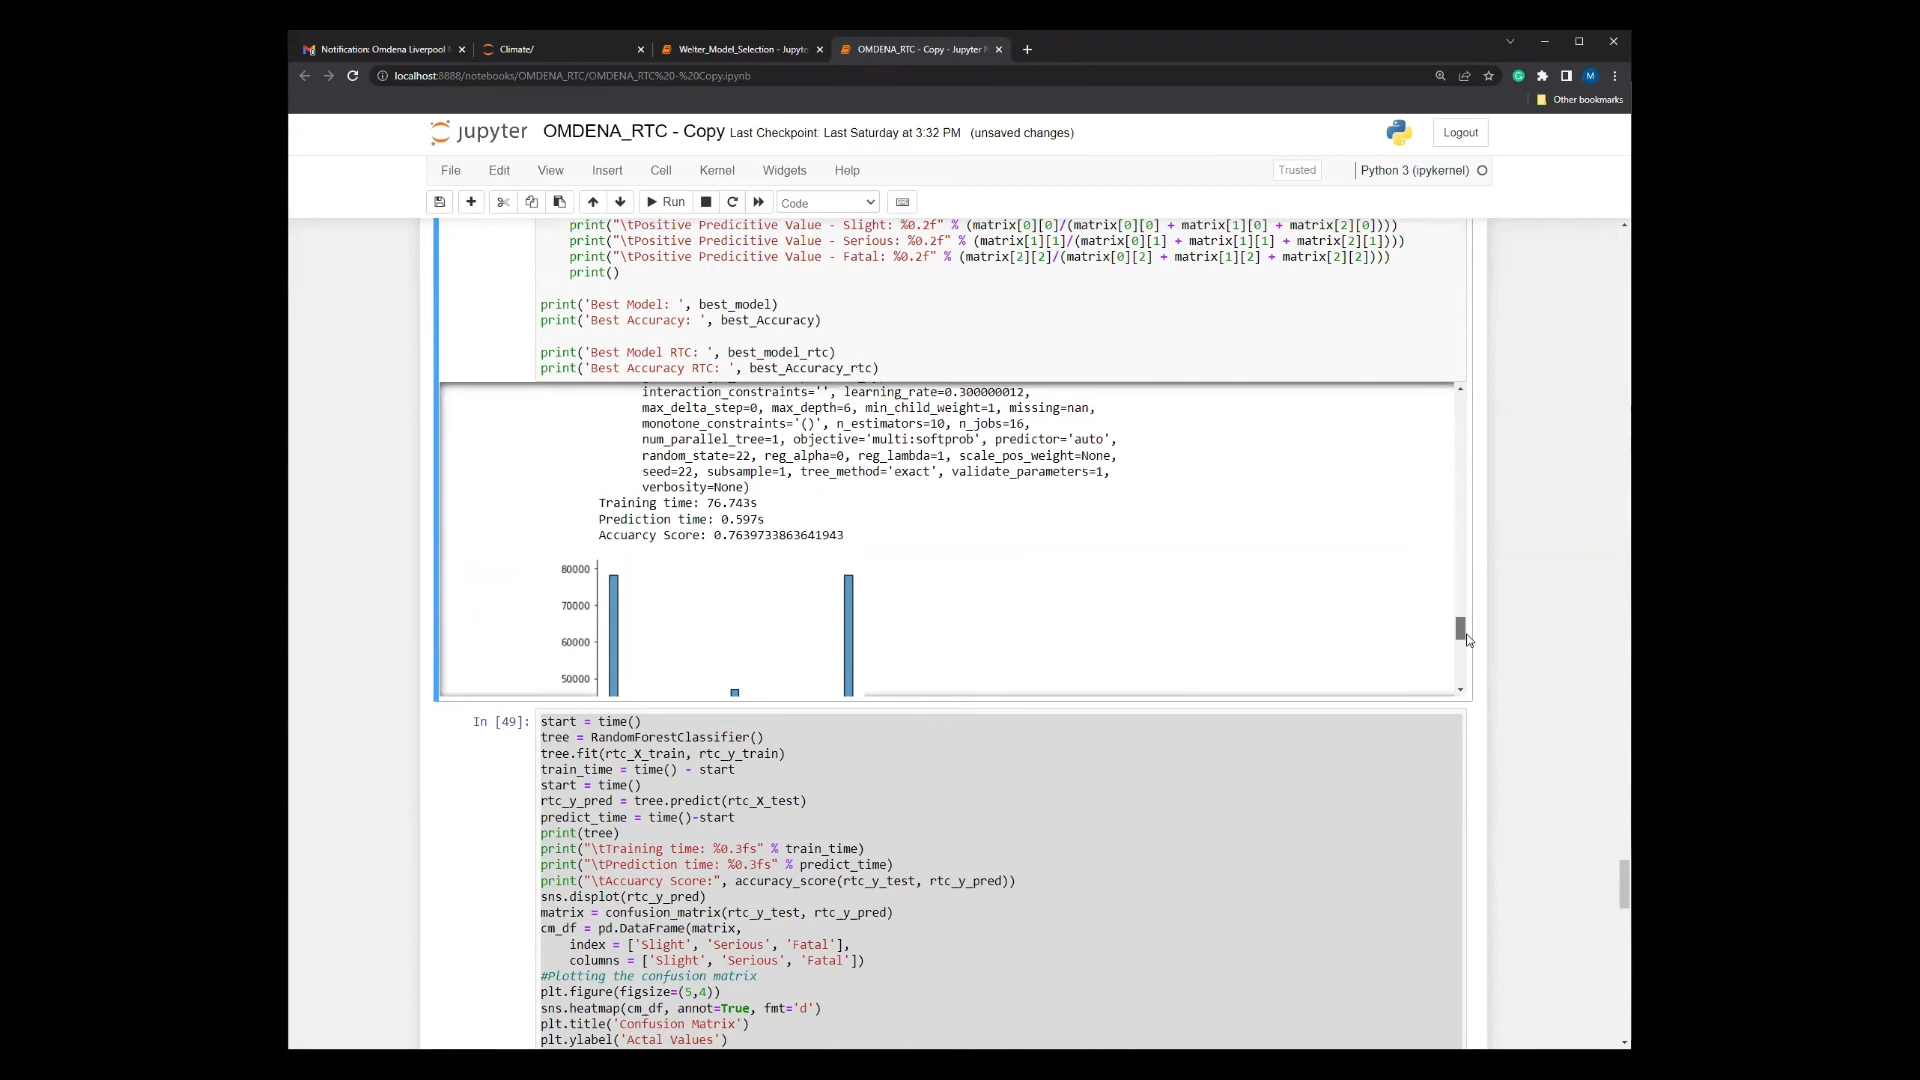 Notification: Omdena Liverpool
Climate/
Welter_Model_Selection - Jupyte
OMDENA_RTC - Copy - Jupyter
localhost:8888/notebooks/OMDENA_RTC/OMDENA_RTC%20-%20Copy.ipynb
M
Other bookmarks
jupyter OMDENA_RTC - Copy Last Checkpoint: Last Saturday at 3:32 PM (unsaved changes)
Logout
File Edit View Insert Cell Kernel Widgets Help
Trusted
Python 3 (ipykernel)
Run
Code
print("\tPositive Predicitive Value - Slight: %0.2f" % (matrix[0][0]/(matrix[0][0] + matrix[1][0] + matrix[2][0])))
print("\tPositive Predicitive Value - Serious: %0.2f" % (matrix[1][1]/(matrix[0][1] + matrix[1][1] + matrix[2][1])))
print("\tPositive Predicitive Value - Fatal: %0.2f" % (matrix[2][2]/(matrix[0][2] + matrix[1][2] + matrix[2][2])))
print()
print('Best Model: ', best_model)
print('Best Accuracy: ', best_Accuracy)
print('Best Model RTC: ', best_model_rtc)
print('Best Accuracy RTC: ', best_Accuracy_rtc)
interaction_constraints='', learning_rate=0.300000012,
max_delta_step=0, max_depth=6, min_child_weight=1, missing=nan,
monotone_constraints='()', n_estimators=10, n_jobs=16,
num_parallel_tree=1, objective='multi:softprob', predictor='auto',
random_state=22, reg_alpha=0, reg_lambda=1, scale_pos_weight=None,
seed=22, subsample=1, tree_method='exact', validate_parameters=1,
verbosity=None)
Training time: 76.743s
Prediction time: 0.597s
Accuarcy Score: 0.7639733863641943
80000
70000
60000
50000
In [49]:
start = time()
tree = RandomForestClassifier()
tree.fit(rtc_X_train, rtc_y_train)
train_time = time() - start
start = time()
rtc_y_pred = tree.predict(rtc_X_test)
predict_time = time()-start
print(tree)
print("\tTraining time: %0.3fs" % train_time)
print("\tPrediction time: %0.3fs" % predict_time)
print("\tAccuarcy Score:", accuracy_score(rtc_y_test, rtc_y_pred))
sns.displot(rtc_y_pred)
matrix = confusion_matrix(rtc_y_test, rtc_y_pred)
cm_df = pd.DataFrame(matrix,
index = ['Slight', 'Serious', 'Fatal'],
columns = ['Slight', 'Serious', 'Fatal'])
#Plotting the confusion matrix
plt.figure(figsize=(5,4))
sns.heatmap(cm_df, annot=True, fmt='d')
plt.title('Confusion Matrix')
plt.ylabel('Actal Values')